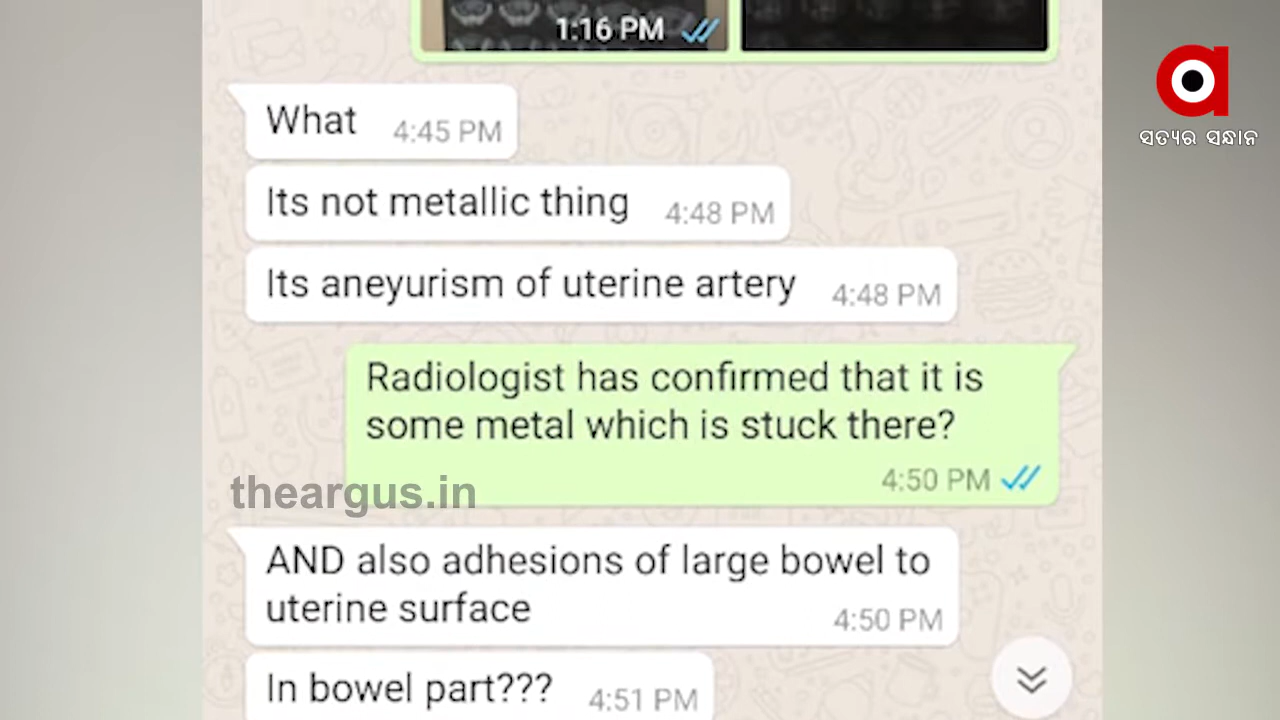 1:16 PM
ସତ୍ୟର ସନ୍ଧାନ
What 4:45 PM
Its not metallic thing 4:48 PM
Its aneyurism of uterine artery 4:48 PM
Radiologist has confirmed that it is
some metal which is stuck there?
4:50 PM
theargus.in
AND also adhesions of large bowel to
uterine surface 4:50 PM
In bowel part??? 4:51 PM